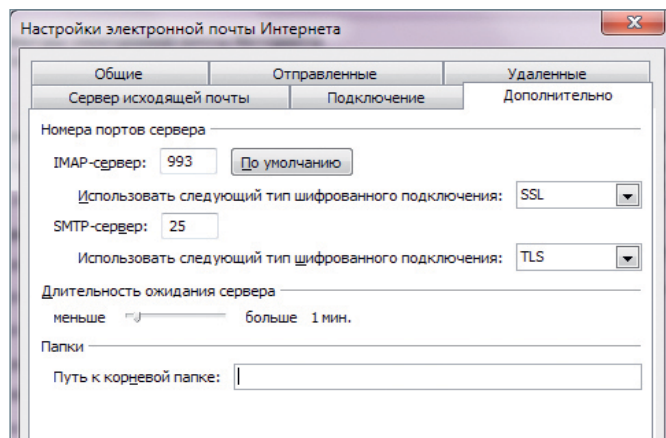 Настройки электронной почты Интернета
Общие Отправленные Удаленные
Сервер исходящей почты Подключение Дополнительно
Номера портов сервера
IMAP-сервер: 993 По умолчанию
Использовать следующий тип шифрованного подключения: SSL
SMTP-сервер: 25
Использовать следующий тип шифрованного подключения: TLS
Длительность ожидания сервера
меньше больше 1 мин.
Папки
Путь к корневой папке: